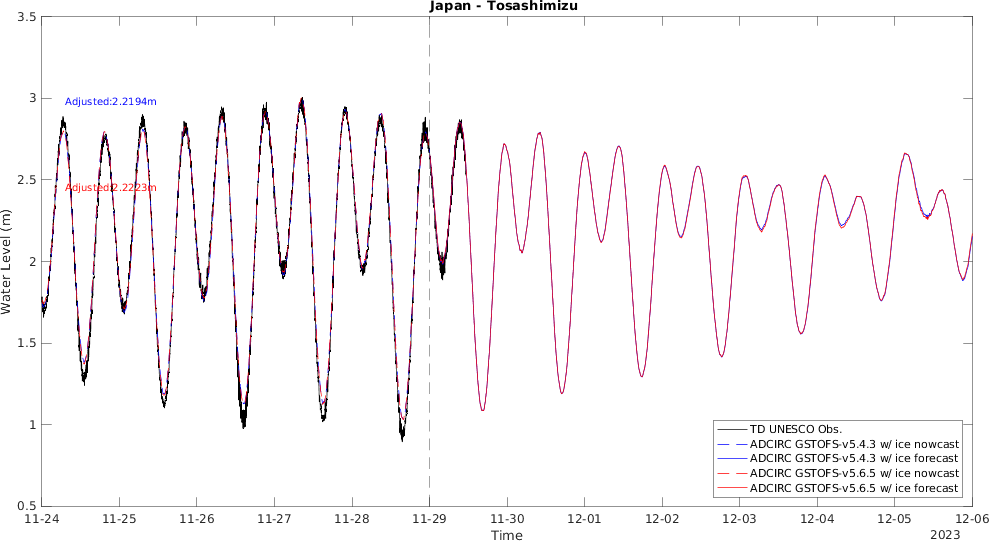 Japan - Tosashimizu
3.5
3
2.5
2
1.5
1
0.5
Water Level (m)
Adjusted:2.2194m
Adjusted:2.2223m
TD UNESCO Obs.
ADCIRC GSTOFS-v5.4.3 w/ ice nowcast
ADCIRC GSTOFS-v5.4.3 w/ ice forecast
ADCIRC GSTOFS-v5.6.5 w/ ice nowcast
ADCIRC GSTOFS-v5.6.5 w/ ice forecast
11-24 11-25 11-26 11-27 11-28 11-29 11-30 12-01 12-02 12-03 12-04 12-05 12-06
Time
2023